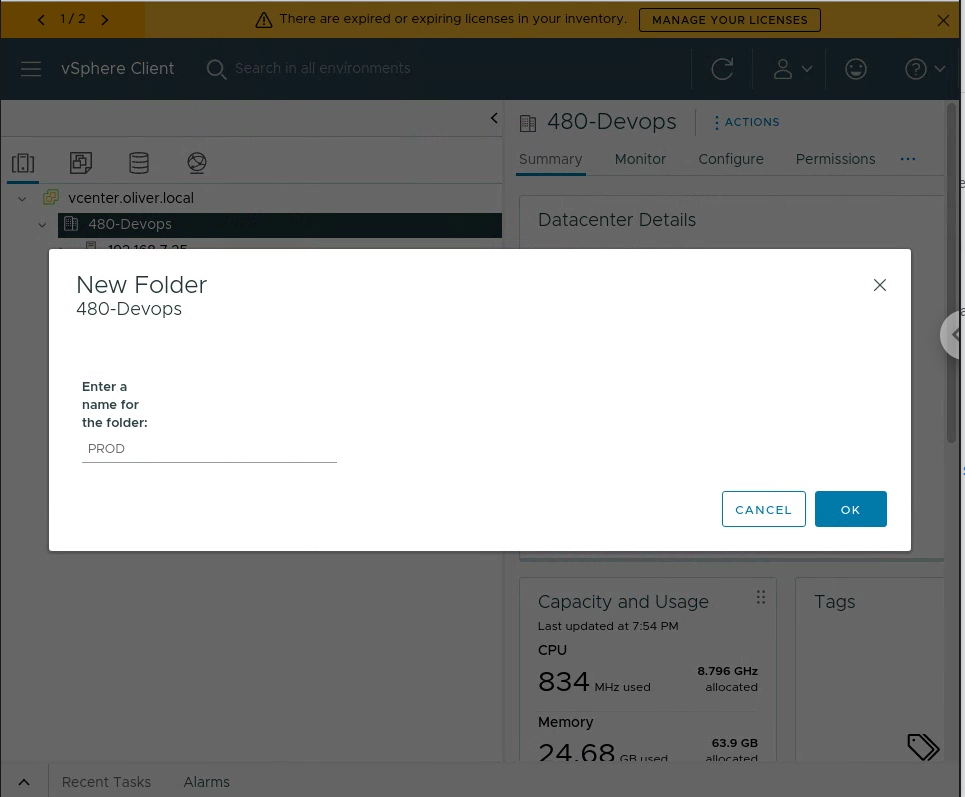 1 / 2
There are expired or expiring licenses in your inventory.
MANAGE YOUR LICENSES
vSphere Client
Search in all environments
480-Devops
ACTIONS
Summary Monitor Configure Permissions
vcenter.oliver.local
480-Devops
Datacenter Details
192.168.7.25
New Folder
480-Devops
Enter a
name for
the folder:
PROD
CANCEL OK
Capacity and Usage
Last updated at 7:54 PM
CPU
834 MHz used
8.796 GHz
allocated
Memory
24.68 GB used
63.9 GB
allocated
Tags
Recent Tasks Alarms